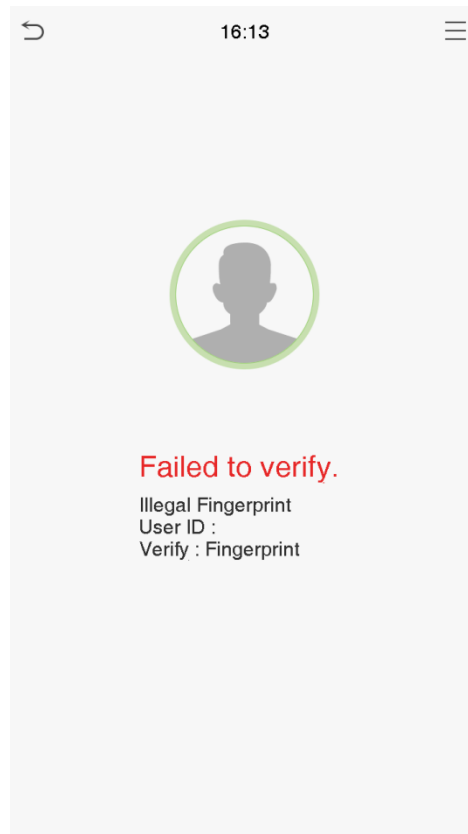 16:13
Failed to verify.
Illegal Fingerprint
User ID :
Verify : Fingerprint